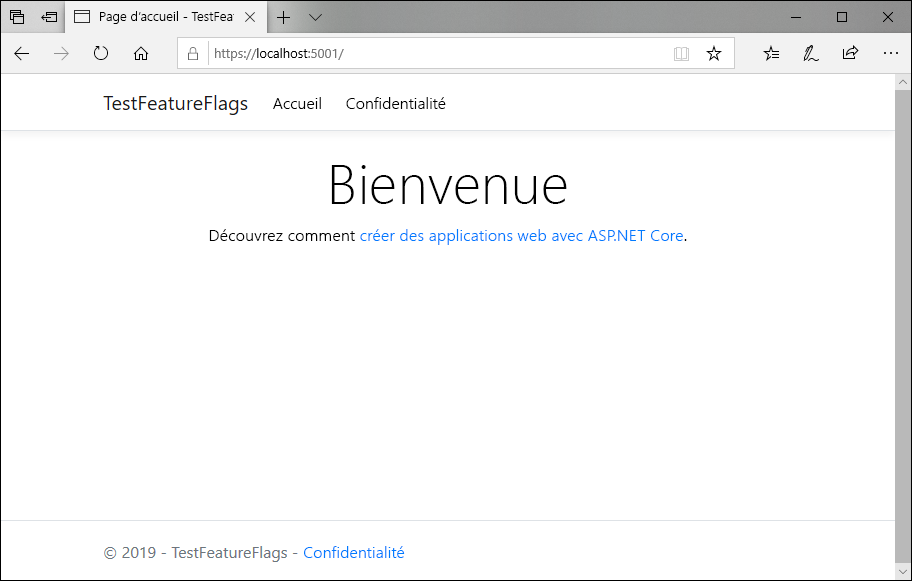 Page d'accueil - TestFeat
https://localhost:5001/
TestFeatureFlags Accueil Confidentialité
Bienvenue
Découvrez comment créer des applications web avec ASP.NET Core.
© 2019 - TestFeatureFlags - Confidentialité